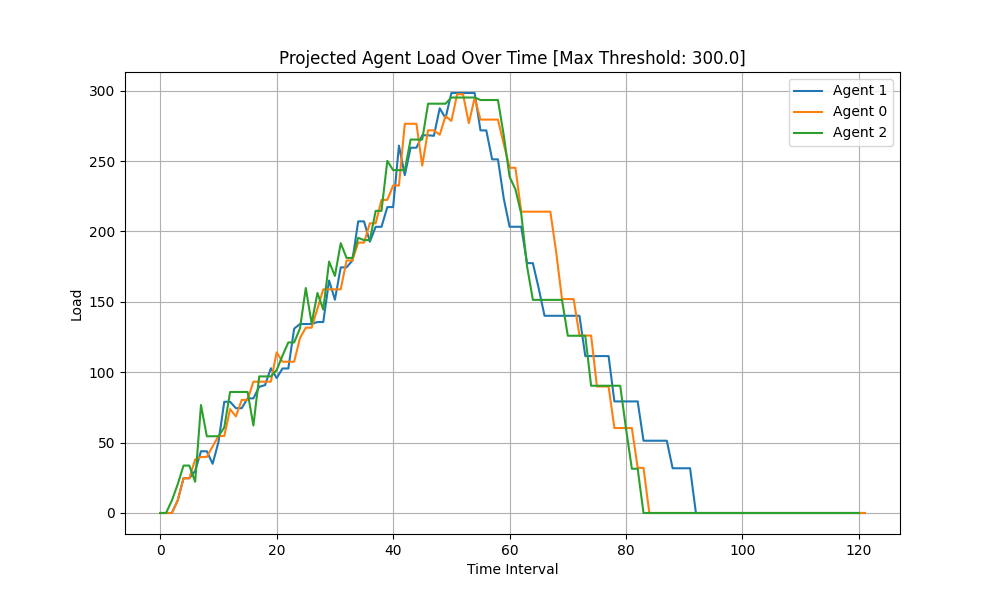 Projected Agent Load Over Time [Max Threshold: 300.0]
Agent 1
Agent 0
Agent 2
Load
300
250
200
150
100
50
0
0 20 40 60 80 100 120
Time Interval